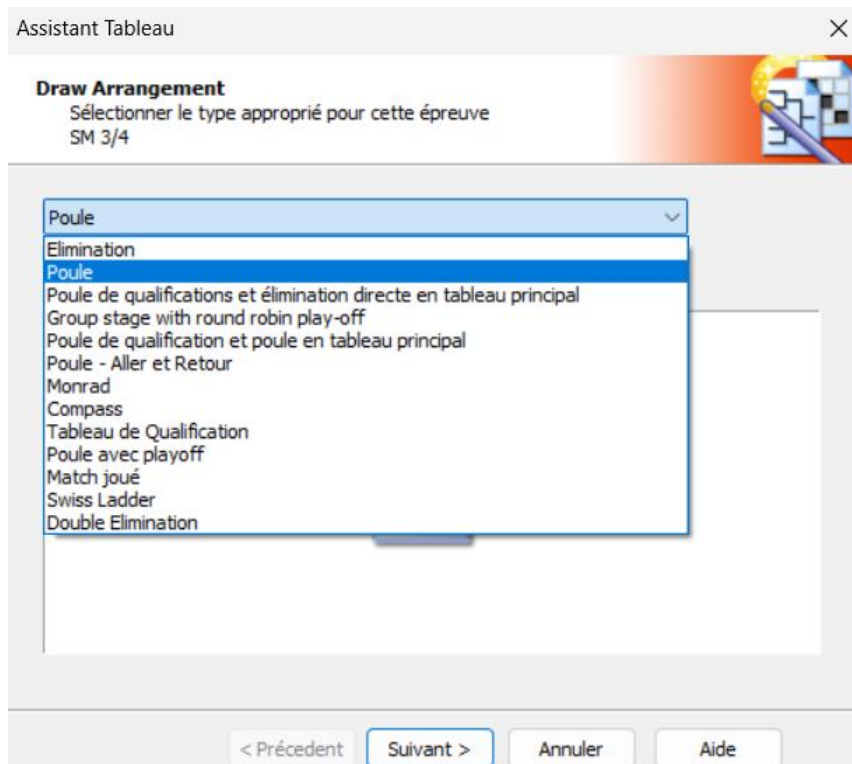 Assistant Tableau
Draw Arrangement
Sélectionner le type approprié pour cette épreuve
SM 3/4
Poule
Elimination
Poule
Poule de qualifications et élimination directe en tableau principal
Group stage with round robin play-off
Poule de qualification et poule en tableau principal
Poule - Aller et Retour
Monrad
Compass
Tableau de Qualification
Poule avec playoff
Match joué
Swiss Ladder
Double Elimination
< Précedent Suivant > Annuler Aide